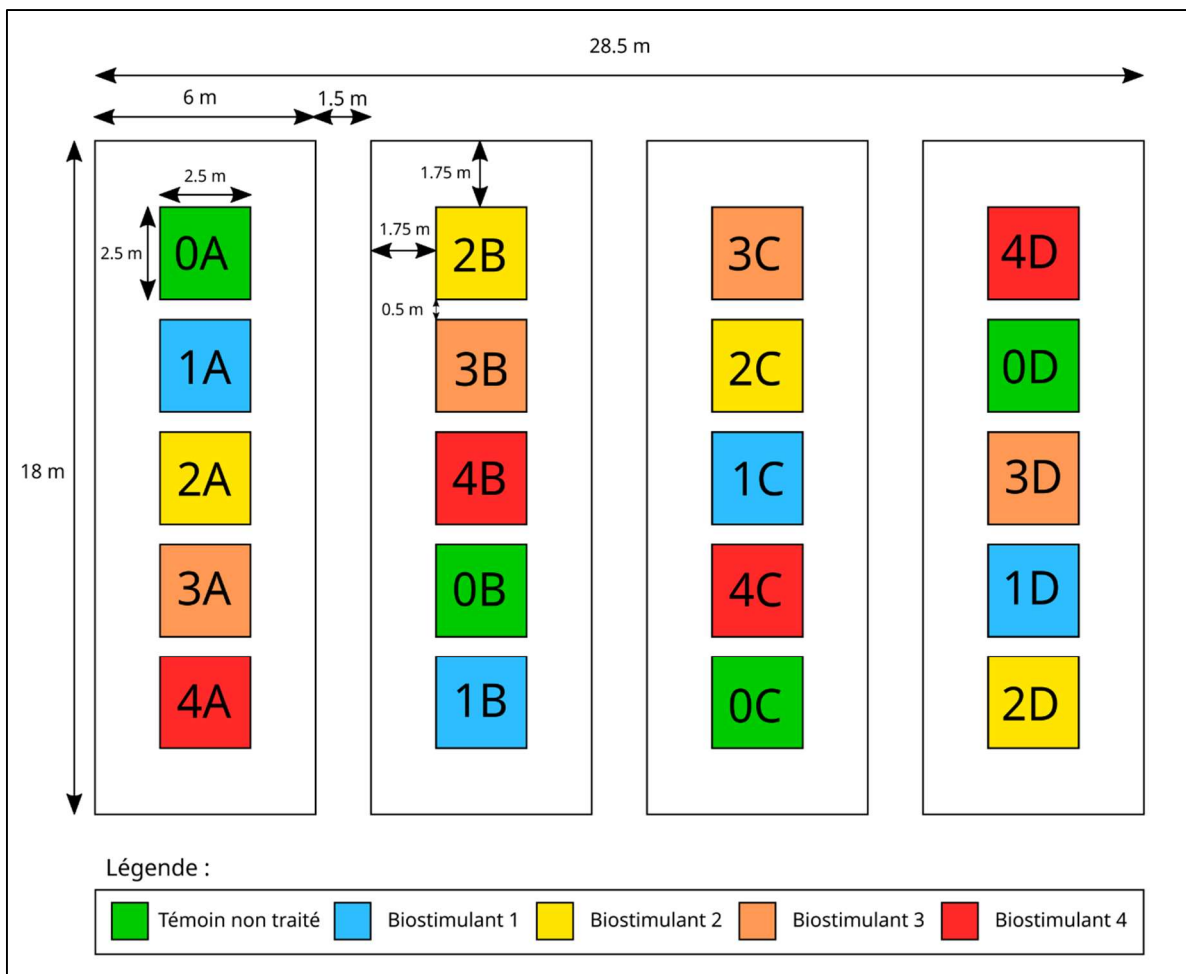 28.5 m
6 m
1.5 m
1.75 m
2.5 m
1.75 m
2.5 m
0A 2B 3C 4D
0.5 m
1A 3B 2C 0D
18 m
2A 4B 1C 3D
3A 0B 4C 1D
4A 1B 0C 2D
Légende :
Témoin non traité Biostimulant 1 Biostimulant 2 Biostimulant 3 Biostimulant 4